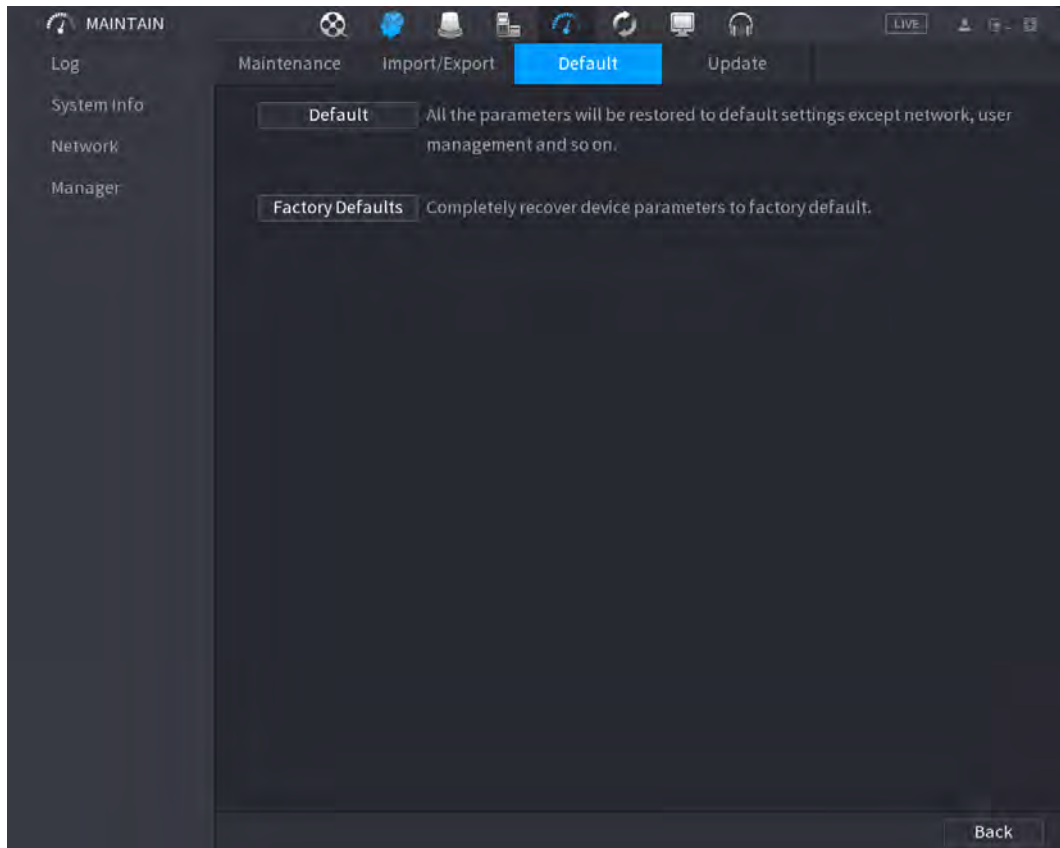 MAINTAIN
LIVE
Log
System Info
Network
Manager
Maintenance Import/Export Default Update
Default All the parameters will be restored to default settings except network, user
management and so on.
Factory Defaults Completely recover device parameters to factory default.
Back